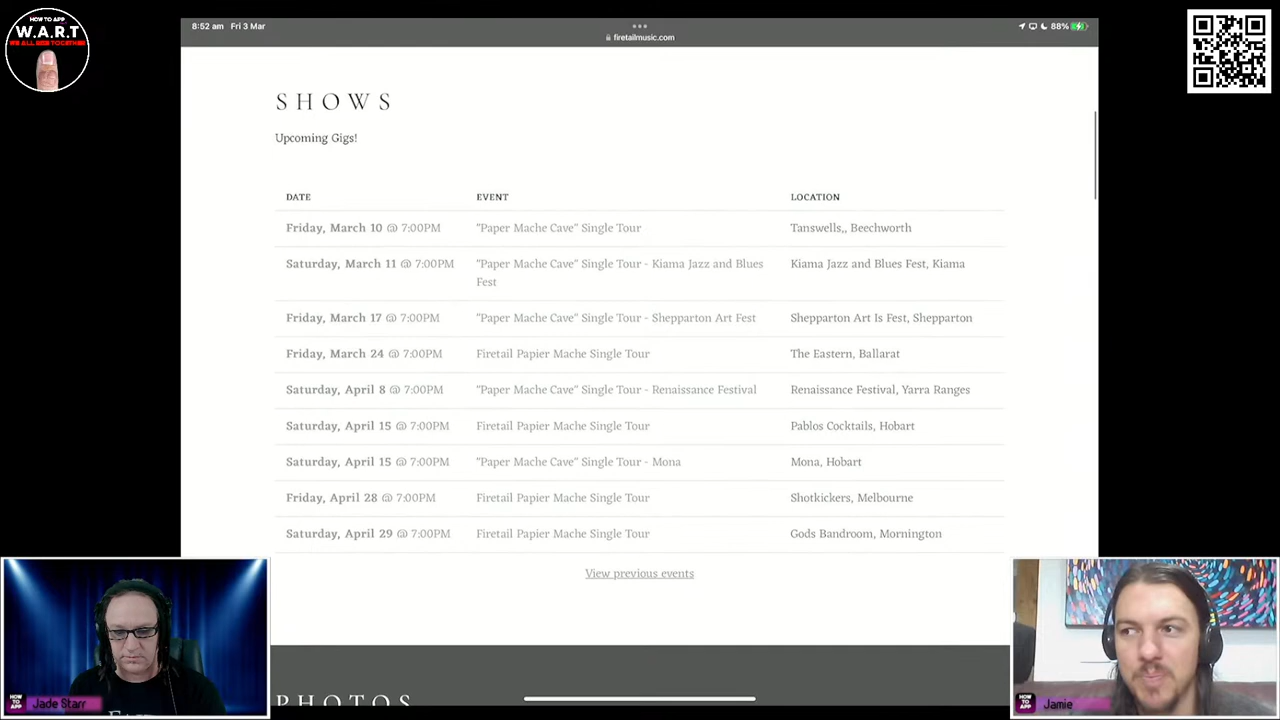 HOW TO APP
W.A.R.T
8:52 am Fri 3 Mar
firetailmusic.com
88%
SHOWS
Upcoming Gigs!
DATE EVENT LOCATION
Friday, March 10 @ 7:00PM "Paper Mache Cave" Single Tour Tanswells,, Beechworth
Saturday, March 11 @ 7:00PM "Paper Mache Cave" Single Tour - Kiama Jazz and Blues Kiama Jazz and Blues Fest, Kiama
Fest
Friday, March 17 @ 7:00PM "Paper Mache Cave" Single Tour - Shepparton Art Fest Shepparton Art Is Fest, Shepparton
Friday, March 24 @ 7:00PM Firetail Papier Mache Single Tour The Eastern, Ballarat
Saturday, April 8 @ 7:00PM "Paper Mache Cave" Single Tour - Renaissance Festival Renaissance Festival, Yarra Ranges
Saturday, April 15 @ 7:00PM Firetail Papier Mache Single Tour Pablos Cocktails, Hobart
Saturday, April 15 @ 7:00PM "Paper Mache Cave" Single Tour - Mona Mona, Hobart
Friday, April 28 @ 7:00PM Firetail Papier Mache Single Tour Shotkickers, Melbourne
Saturday, April 29 @ 7:00PM Firetail Papier Mache Single Tour Gods Bandroom, Mornington
View previous events
PHOTOS
HOW TO APP Jade Starr
HOW TO APP Jamie